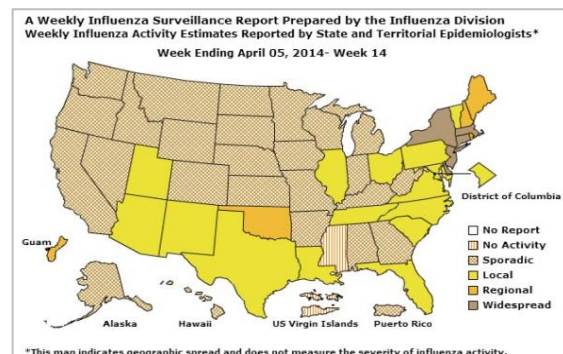 A Weekly Influenza Surveillance Report Prepared by the Influenza Division
Weekly Influenza Activity Estimates Reported by State and Territorial Epidemiologists*
Week Ending April 05, 2014- Week 14
District of Columbia
No Report
No Activity
Sporadic
Local
Regional
Widespread
Guam
Alaska
Hawaii
US Virgin Islands
Puerto Rico
*This map indicates geographic spread and does not measure the severity of influenza activity.